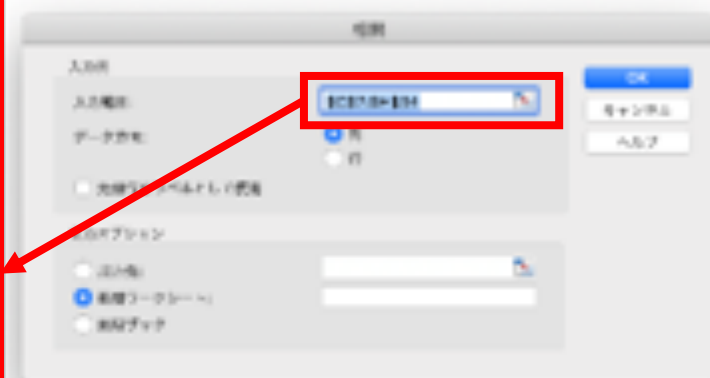 相関
入力元
入力範囲:
OK
キャンセル
データ方向:
列
ヘルプ
行
先頭行をラベルとして使用
出力オプション
出力先:
新規ワークシート:
新規ブック